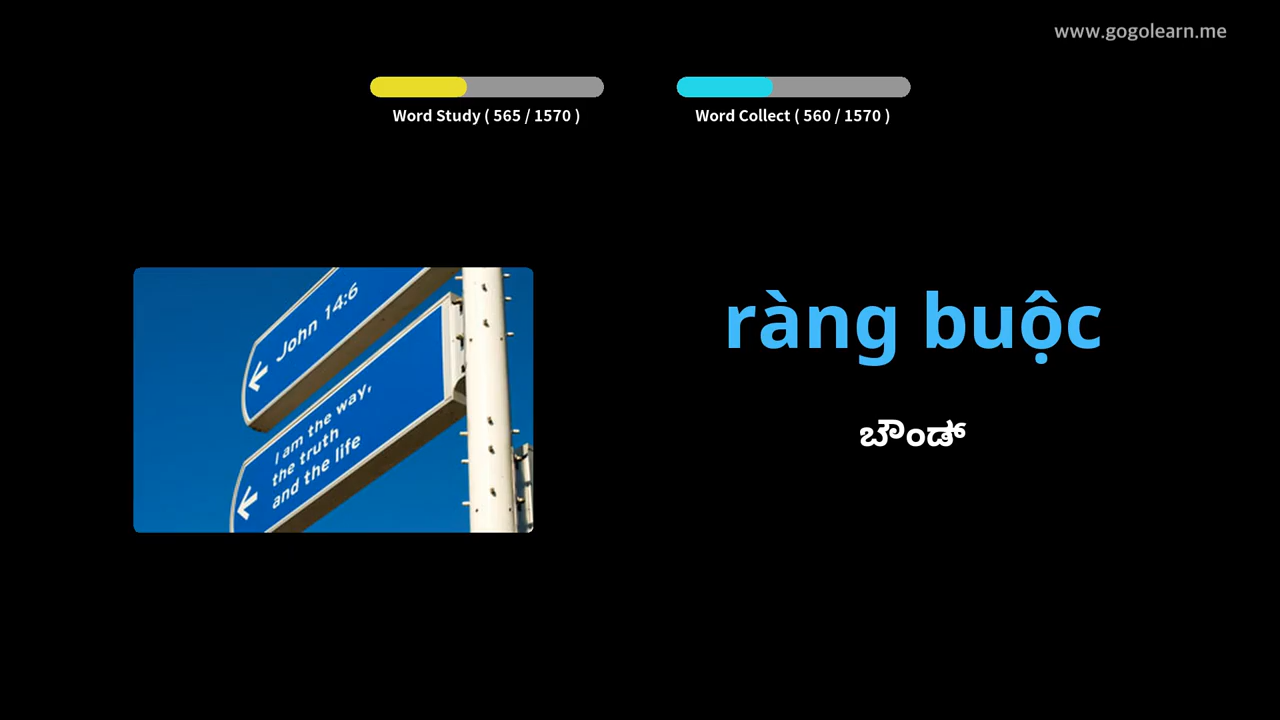 www.gogolearn.me
Word Study ( 565 / 1570 )
Word Collect ( 560 / 1570 )
John 14:6
I am the way,
the truth
and the life
ràng buộc
ಬೌಂಡ್